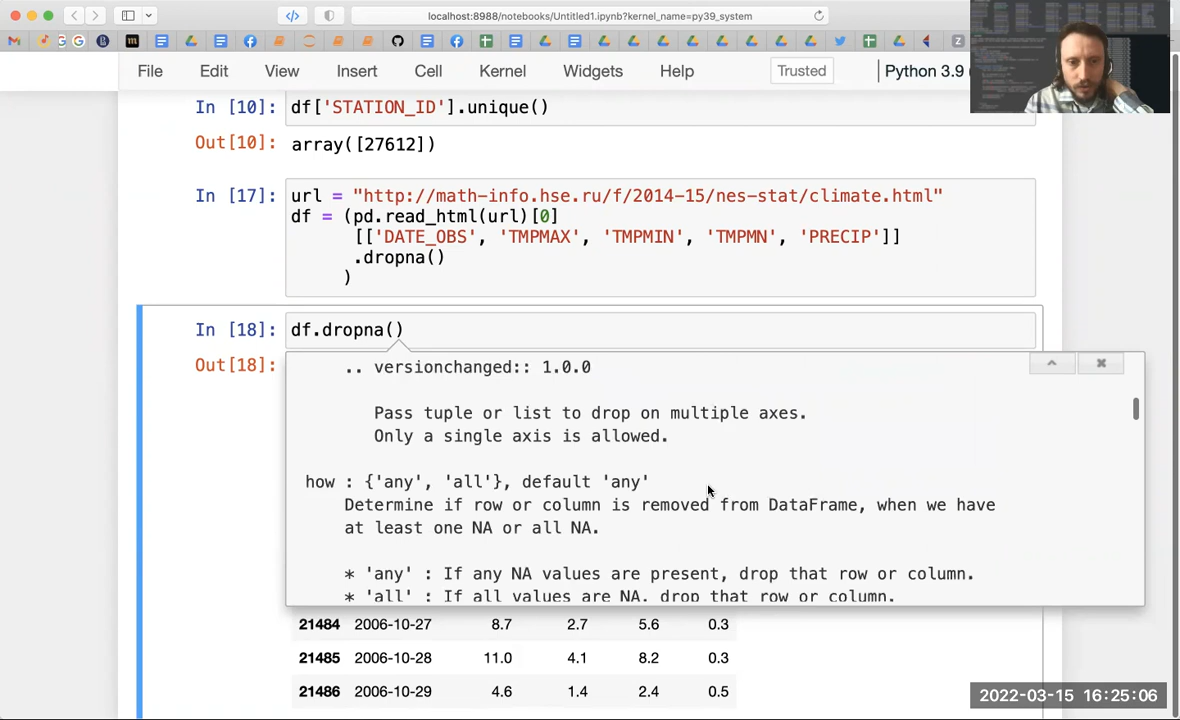 localhost:8988/notebooks/Untitled1.ipynb?kernel_name=py39_system
File Edit View Insert Cell Kernel Widgets Help Trusted Python 3.9
In [10]: df['STATION_ID'].unique()
Out[10]: array([27612])
In [17]: url = "http://math-info.hse.ru/f/2014-15/nes-stat/climate.html"
df = (pd.read_html(url)[0]
[['DATE_OBS', 'TMPMAX', 'TMPMIN', 'TMPMN', 'PRECIP']]
.dropna()
)
In [18]: df.dropna()
Out[18]:
.. versionchanged:: 1.0.0
Pass tuple or list to drop on multiple axes.
Only a single axis is allowed.
how : {'any', 'all'}, default 'any'
Determine if row or column is removed from DataFrame, when we have
at least one NA or all NA.
* 'any' : If any NA values are present, drop that row or column.
* 'all' : If all values are NA, drop that row or column.
21484 2006-10-27 8.7 2.7 5.6 0.3
21485 2006-10-28 11.0 4.1 8.2 0.3
21486 2006-10-29 4.6 1.4 2.4 0.5
2022-03-15 16:25:06